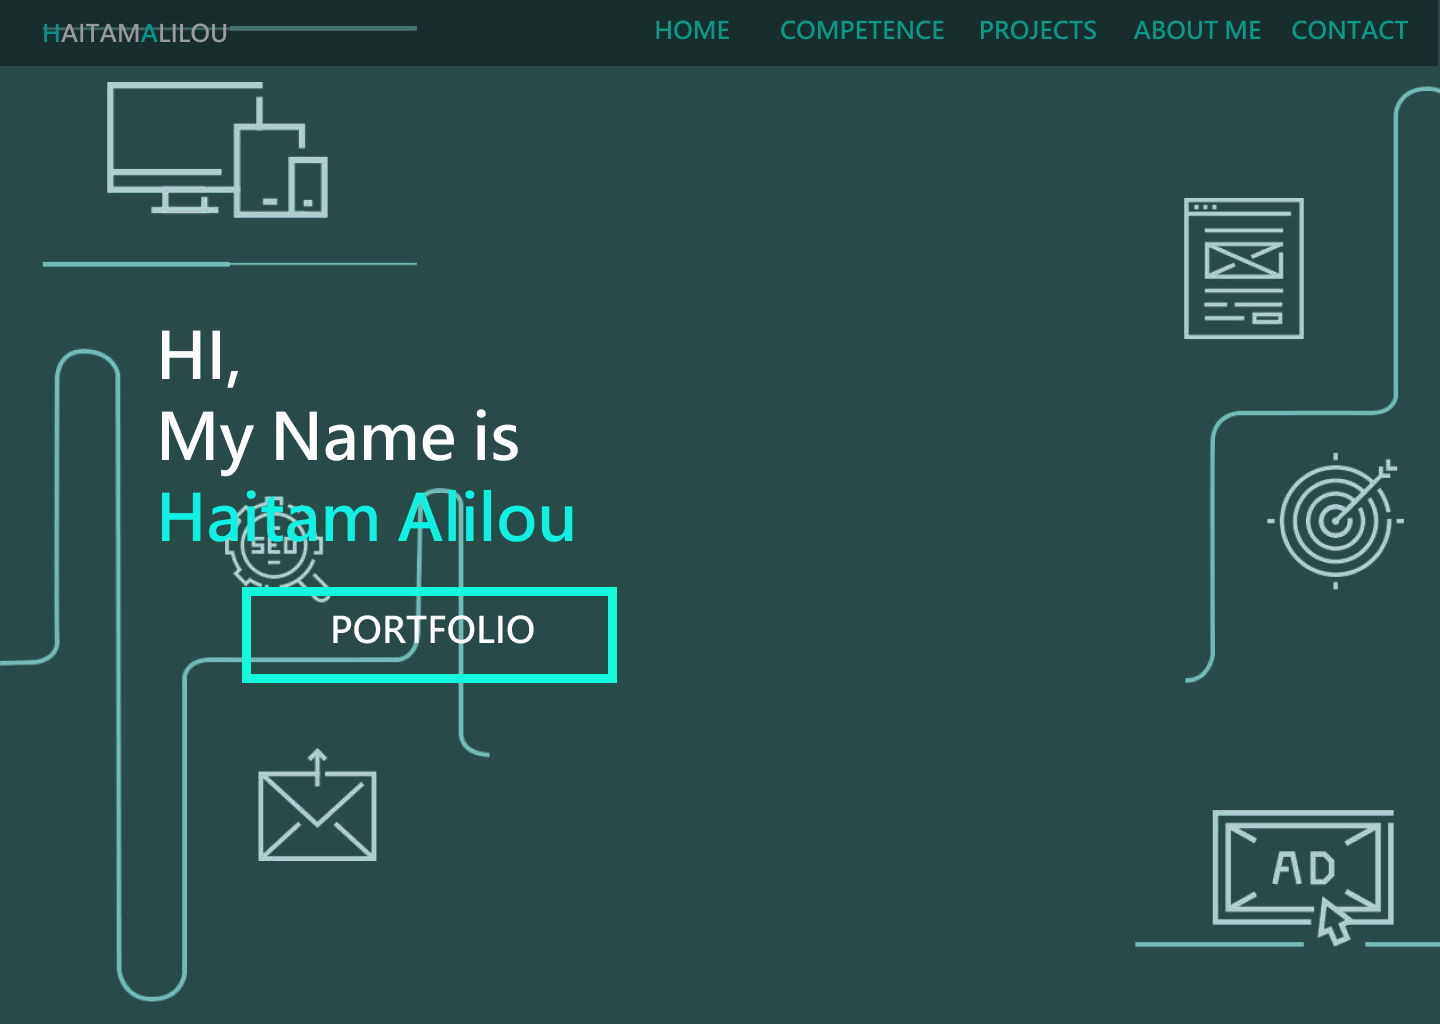 HAITAMALILOU
HOME COMPETENCE PROJECTS ABOUT ME CONTACT
HI,
My Name is
Haitam Alilou
SEO
PORTFOLIO
AD